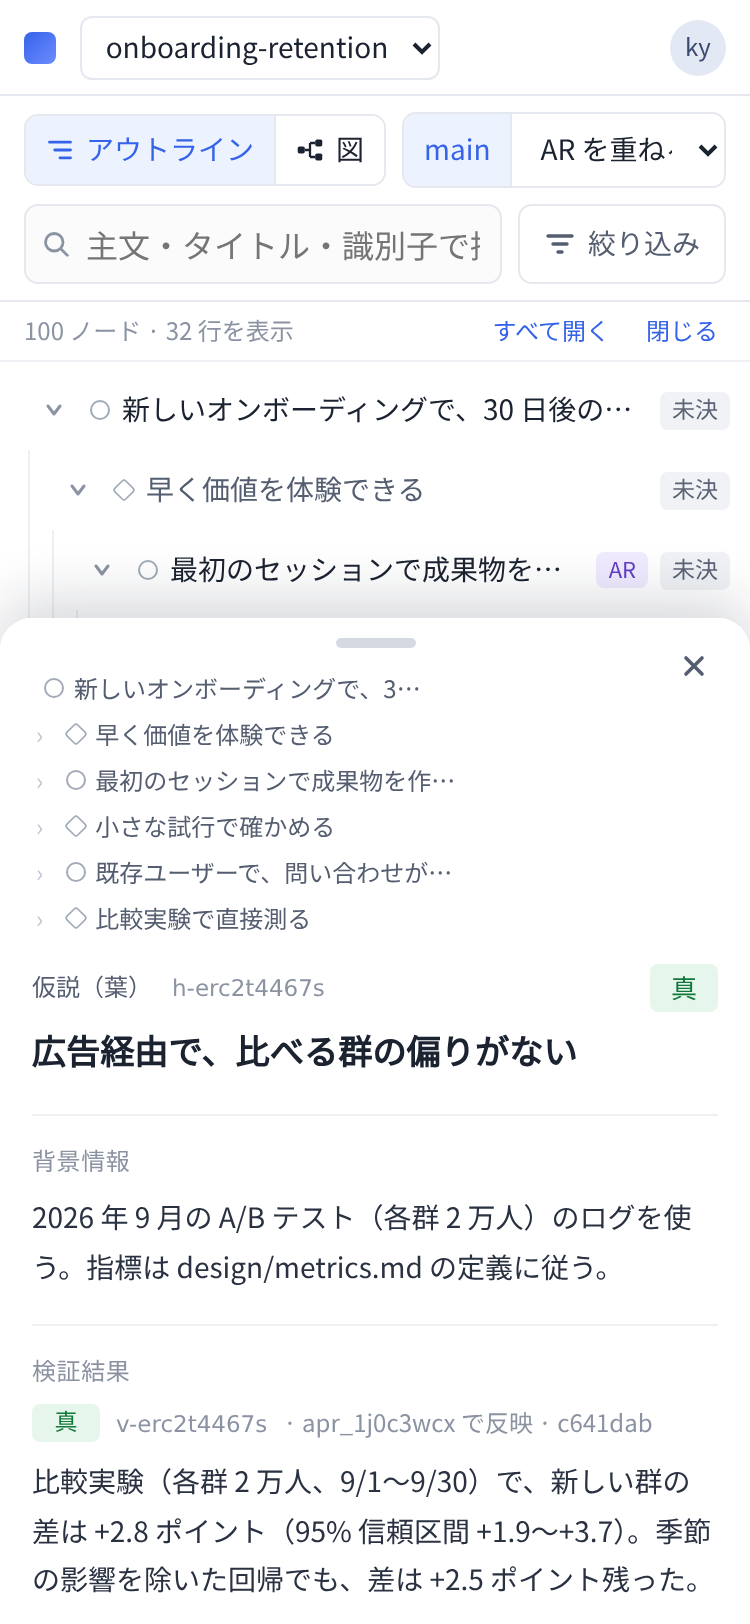 onboarding-retention
ky
アウトライン
図
main
AR を重ね
主文・タイトル・識別子で
絞り込み
100 ノード · 32 行を表示
すべて開く
閉じる
新しいオンボーディングで、30 日後の…
未決
早く価値を体験できる
未決
最初のセッションで成果物を…
AR
未決
新しいオンボーディングで、3…
› 早く価値を体験できる
› 最初のセッションで成果物を作…
› 小さな試行で確かめる
› 既存ユーザーで、問い合わせが…
› 比較実験で直接測る
仮説（葉） h-erc2t4467s
真
広告経由で、比べる群の偏りがない
背景情報
2026 年 9 月の A/B テスト（各群 2 万人）のログを使
う。指標は design/metrics.md の定義に従う。
検証結果
真 v-erc2t4467s · apr_1j0c3wcx で反映 · c641dab
比較実験（各群 2 万人、9/1〜9/30）で、新しい群の
差は +2.8 ポイント（95% 信頼区間 +1.9〜+3.7）。季節
の影響を除いた回帰でも、差は +2.5 ポイント残った。